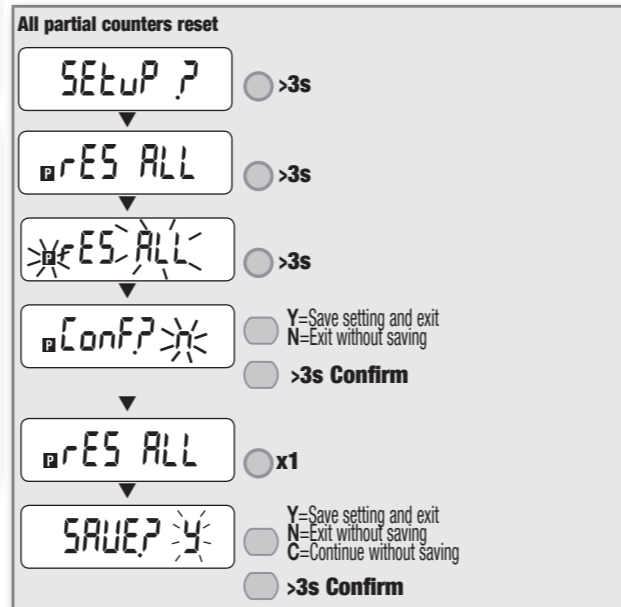 All partial counters reset
SEtuP ?
>3s
P rES ALL
>3s
P rES ALL
>3s
P ConF? n
Y=Save setting and exit
N=Exit without saving
>3s Confirm
P rES ALL
x1
SAVE? y
Y=Save setting and exit
N=Exit without saving
C=Continue without saving
>3s Confirm